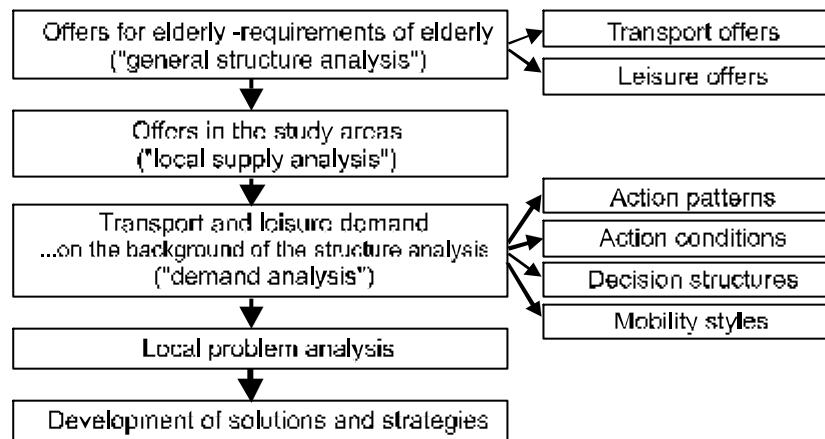 Offers for elderly -requirements of elderly
("general structure analysis")
Transport offers
Leisure offers
Offers in the study areas
("local supply analysis")
Transport and leisure demand
...on the background of the structure analysis
("demand analysis")
Action patterns
Action conditions
Decision structures
Mobility styles
Local problem analysis
Development of solutions and strategies